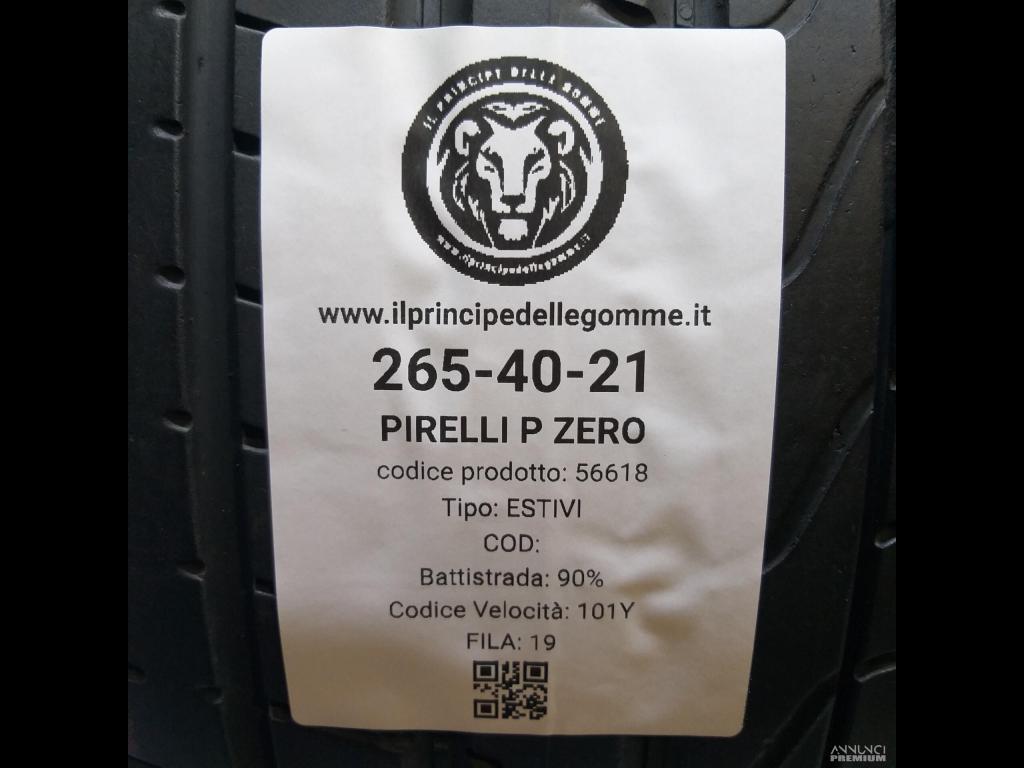 IL PRINCIPE DELLE GOMME
www.ilprincipedellegomme.it
www.ilprincipedellegomme.it
265-40-21
PIRELLI P ZERO
codice prodotto: 56618
Tipo: ESTIVI
COD:
Battistrada: 90%
Codice Velocità: 101Y
FILA: 19
ANNUNCI
PREMIUM